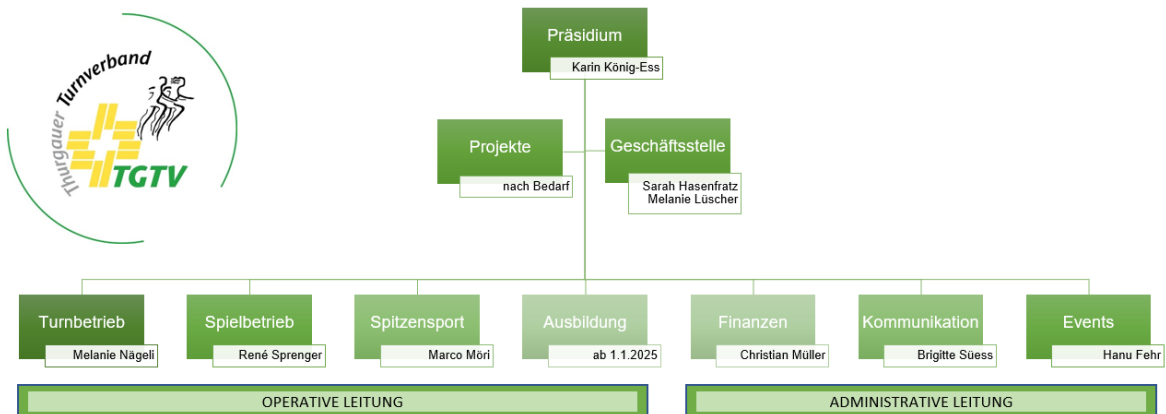 Thurgauer Turnverband
TGTV
Präsidium
Karin König-Ess
Projekte
nach Bedarf
Geschäftsstelle
Sarah Hasenfratz
Melanie Lüscher
Turnbetrieb
Melanie Nägeli
Spielbetrieb
René Sprenger
Spitzensport
Marco Möri
Ausbildung
ab 1.1.2025
Finanzen
Christian Müller
Kommunikation
Brigitte Süess
Events
Hanu Fehr
OPERATIVE LEITUNG
ADMINISTRATIVE LEITUNG